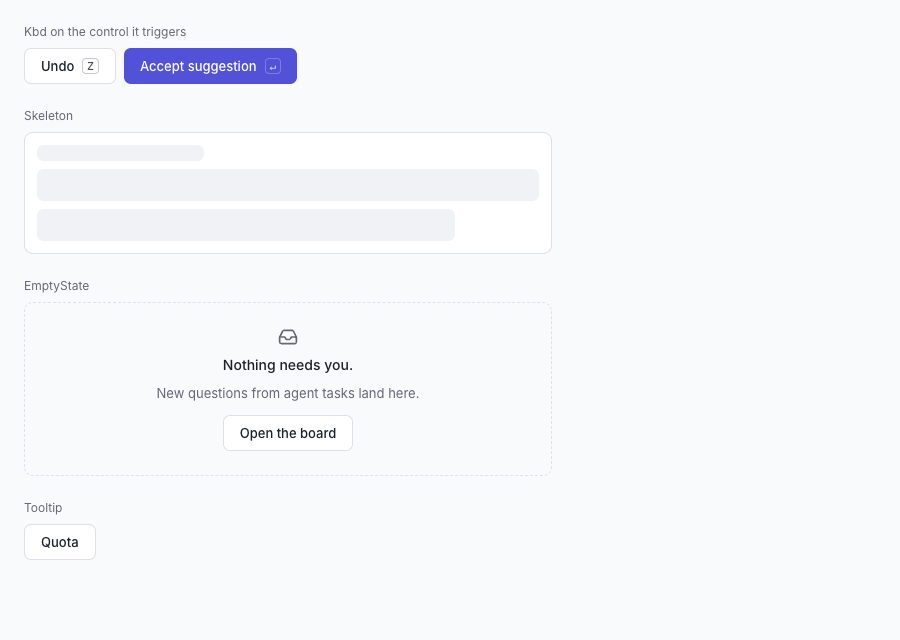 Kbd on the control it triggers
Undo Z Accept suggestion ↵
Skeleton
EmptyState
Nothing needs you.
New questions from agent tasks land here.
Open the board
Tooltip
Quota